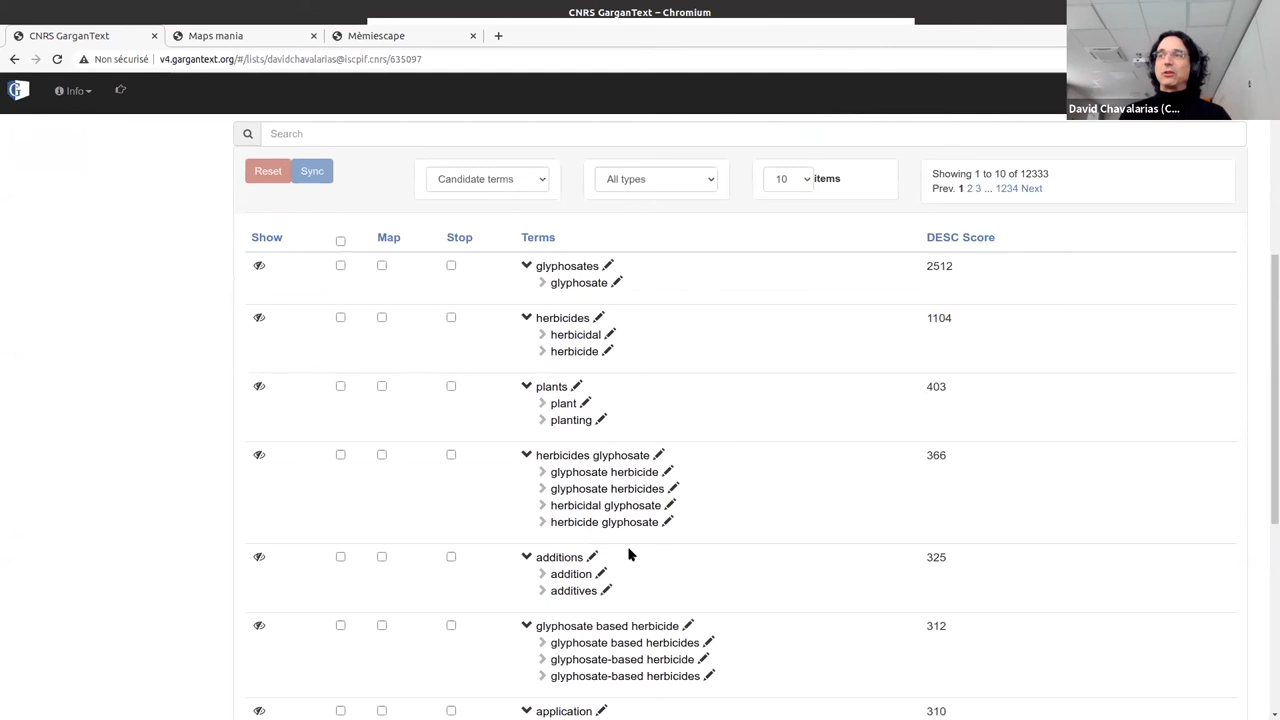 CNRS GarganText – Chromium
CNRS GarganText
Maps mania
Mèmiescape
Non sécurisé
v4.gargantext.org/#/lists/davidchavalarias@iscpif.cnrs/635097
David Chavalarias (C...
Info
Search
Reset
Sync
Candidate terms
All types
10
items
Showing 1 to 10 of 12333
Prev. 1 2 3 ... 1234 Next
Show Map Stop Terms DESC Score
glyphosates 2512
glyphosate
herbicides 1104
herbicidal
herbicide
plants 403
plant
planting
herbicides glyphosate 366
glyphosate herbicide
glyphosate herbicides
herbicidal glyphosate
herbicide glyphosate
additions 325
addition
additives
glyphosate based herbicide 312
glyphosate based herbicides
glyphosate-based herbicide
glyphosate-based herbicides
application 310